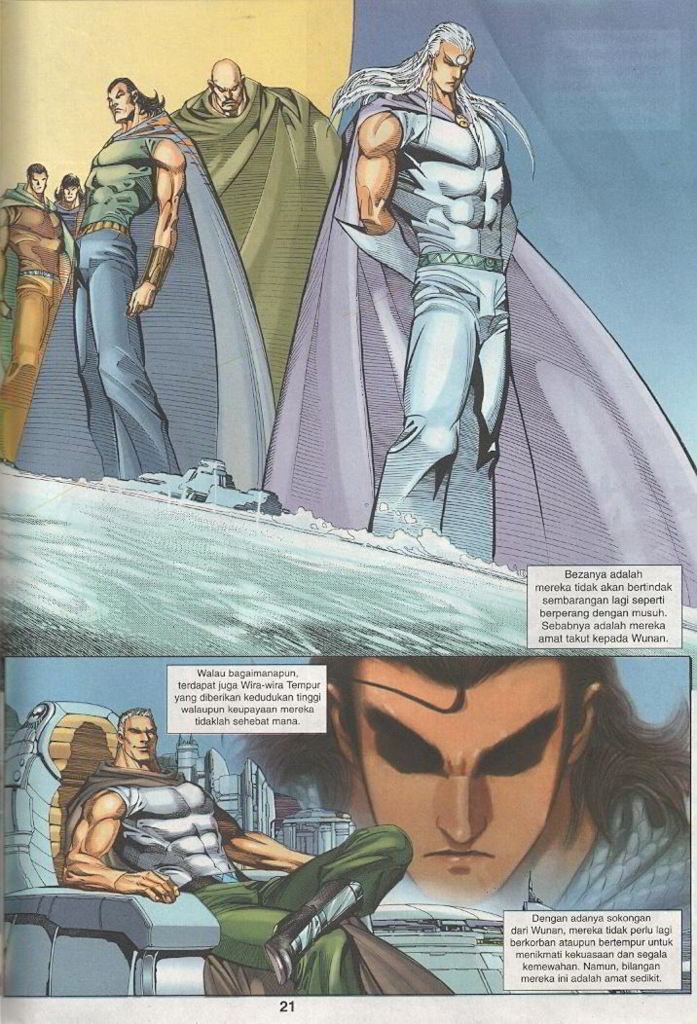 Bezanya adalah
mereka tidak akan bertindak
sembarangan lagi seperti
berperang dengan musuh.
Sebabnya adalah mereka
amat takut kepada Wunan.
Walau bagaimanapun,
terdapat juga Wira-wira Tempur
yang diberikan kedudukan tinggi
walaupun keupayaan mereka
tidaklah sehebat mana.
Dengan adanya sokongan
dari Wunan, mereka tidak perlu lagi
berkorban ataupun bertempur untuk
menikmati kekuasaan dan segala
kemewahan. Namun, bilangan
mereka ini adalah amat sedikit.
21